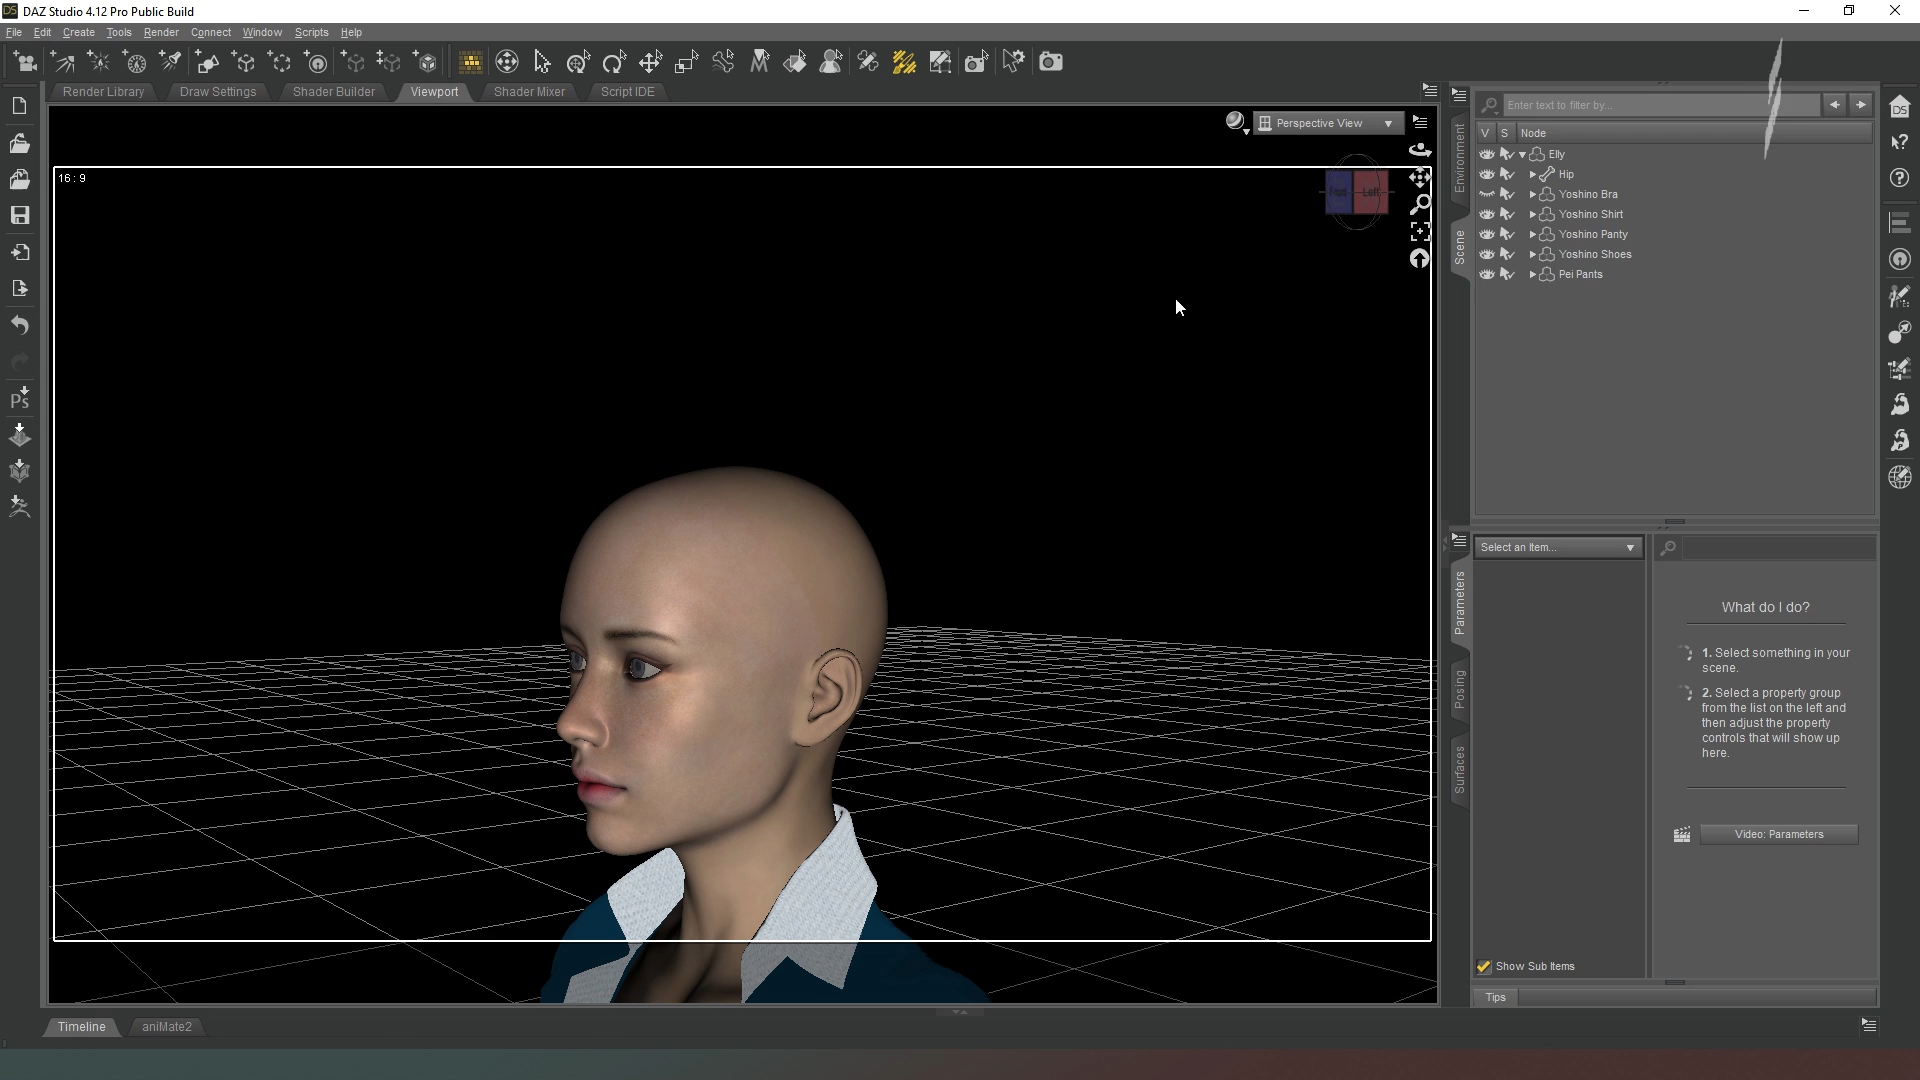 DAZ Studio 4.12 Pro Public Build
File Edit Create Tools Render Connect Window Scripts Help
Render Library Draw Settings Shader Builder Viewport Shader Mixer Script IDE
Perspective View
16 : 9
Left
Enter text to filter by...
V S Node
Elly
Hip
Yoshino Bra
Yoshino Shirt
Yoshino Panty
Yoshino Shoes
Pei Pants
Environment
Scene
Select an Item...
Parameters
Posing
Surfaces
What do I do?
1. Select something in your
scene.
2. Select a property group
from the list on the left and
then adjust the property
controls that will show up
here.
Video: Parameters
Show Sub Items
Tips
Timeline aniMate2
DS
Ps
DS